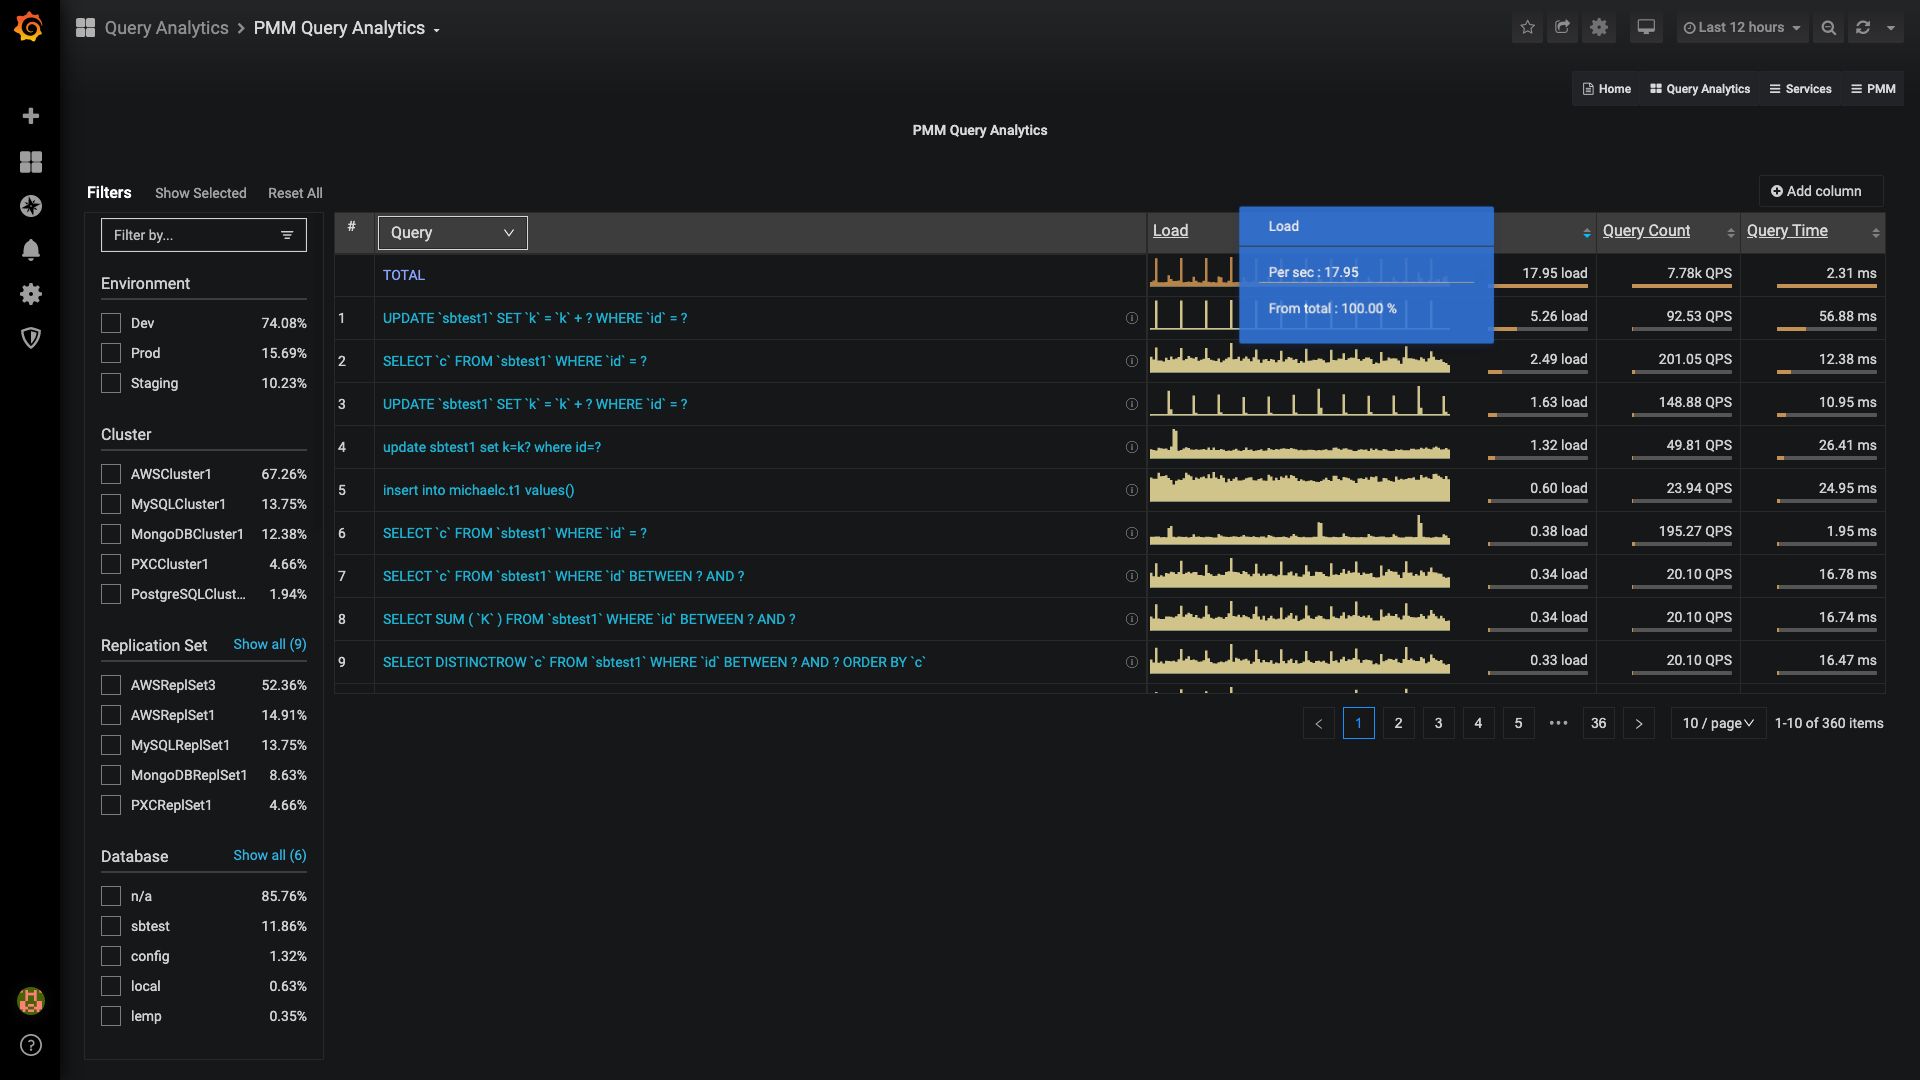 Query Analytics > PMM Query Analytics
Last 12 hours
Home Query Analytics Services PMM
PMM Query Analytics
Filters Show Selected Reset All
Add column
Filter by...
Environment
Dev 74.08%
Prod 15.69%
Staging 10.23%
Cluster
AWSCluster1 67.26%
MySQLCluster1 13.75%
MongoDBCluster1 12.38%
PXCCluster1 4.66%
PostgreSQLClust... 1.94%
Replication Set Show all (9)
AWSReplSet3 52.36%
AWSReplSet1 14.91%
MySQLReplSet1 13.75%
MongoDBReplSet1 8.63%
PXCReplSet1 4.66%
Database Show all (6)
n/a 85.76%
sbtest 11.86%
config 1.32%
local 0.63%
lemp 0.35%
# Query Load Query Count Query Time
Load
Per sec : 17.95
From total : 100.00 %
TOTAL 17.95 load 7.78k QPS 2.31 ms
1 UPDATE `sbtest1` SET `k` = `k` + ? WHERE `id` = ? 5.26 load 92.53 QPS 56.88 ms
2 SELECT `c` FROM `sbtest1` WHERE `id` = ? 2.49 load 201.05 QPS 12.38 ms
3 UPDATE `sbtest1` SET `k` = `k` + ? WHERE `id` = ? 1.63 load 148.88 QPS 10.95 ms
4 update sbtest1 set k=k? where id=? 1.32 load 49.81 QPS 26.41 ms
5 insert into michaelc.t1 values() 0.60 load 23.94 QPS 24.95 ms
6 SELECT `c` FROM `sbtest1` WHERE `id` = ? 0.38 load 195.27 QPS 1.95 ms
7 SELECT `c` FROM `sbtest1` WHERE `id` BETWEEN ? AND ? 0.34 load 20.10 QPS 16.78 ms
8 SELECT SUM ( `K` ) FROM `sbtest1` WHERE `id` BETWEEN ? AND ? 0.34 load 20.10 QPS 16.74 ms
9 SELECT DISTINCTROW `c` FROM `sbtest1` WHERE `id` BETWEEN ? AND ? ORDER BY `c` 0.33 load 20.10 QPS 16.47 ms
< 1 2 3 4 5 ••• 36 > 10 / page 1-10 of 360 items